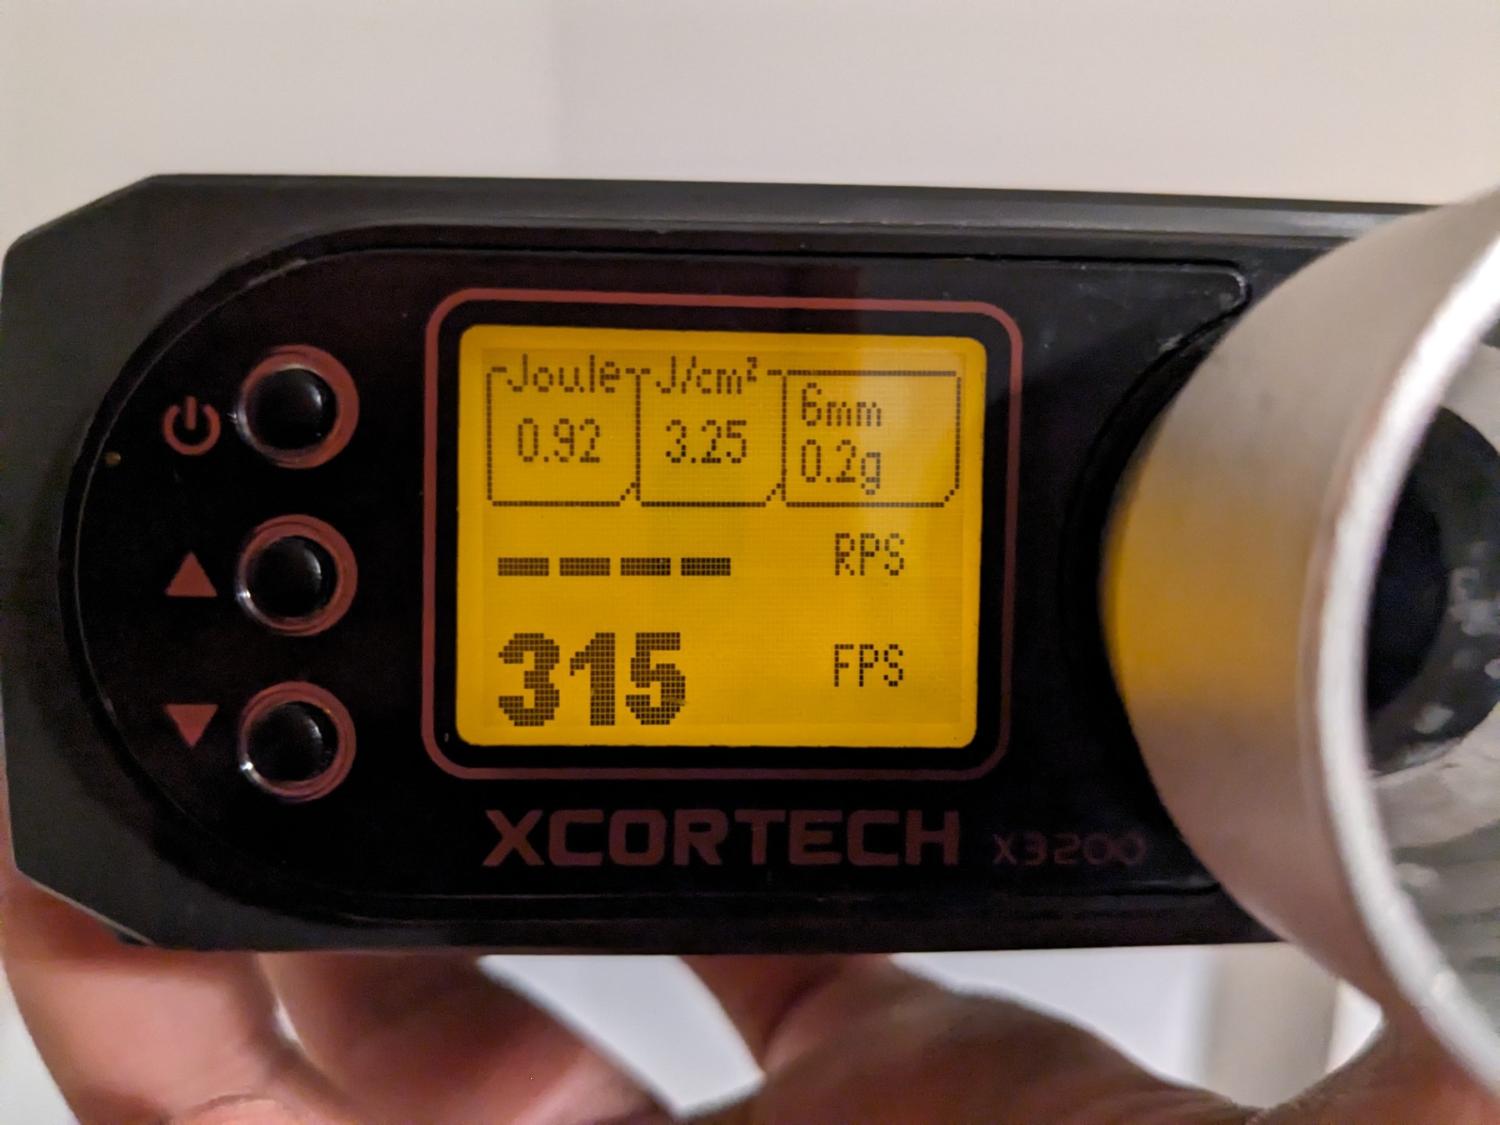 Joule J/cm² 6mm
0.92 3.25 0.2g
---- RPS
315 FPS
XCORTECH X3200